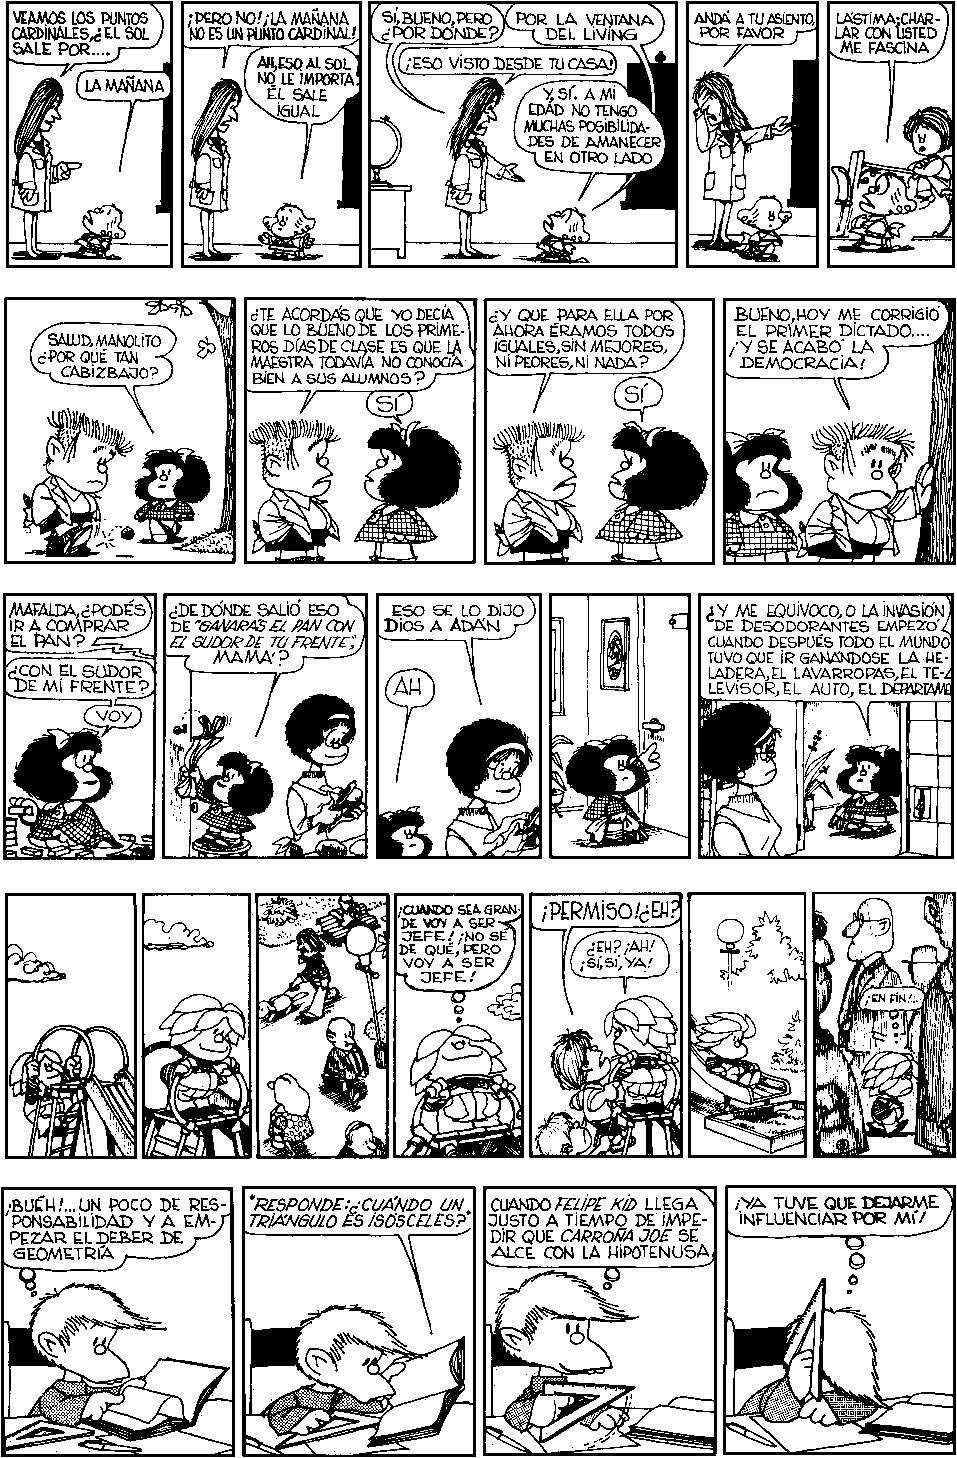 VEAMOS LOS PUNTOS
CARDINALES,¿EL SOL
SALE POR....
LA MAÑANA
¡PERO NO!¡LA MAÑANA
NO ES UN PUNTO CARDINAL!
AH,ESO AL SOL
NO LE IMPORTA
ÉL SALE
IGUAL
SÍ, BUENO, PERO
¿POR DÓNDE?
POR LA VENTANA
DEL LIVING
¡ESO VISTO DESDE TU CASA!
Y, SÍ. A MI
EDAD NO TENGO
MUCHAS POSIBILIDA-
DES DE AMANECER
EN OTRO LADO
ANDÁ A TU ASIENTO,
POR FAVOR
LÁSTIMA;CHAR-
LAR CON USTED
ME FASCINA
SALUD, MANOLITO
¿POR QUÉ TAN
CABIZBAJO?
¿TE ACORDÁS QUE YO DECÍA
QUE LO BUENO DE LOS PRIME-
ROS DÍAS DE CLASE ES QUE LA
MAESTRA TODAVÍA NO CONOCÍA
BIEN A SUS ALUMNOS?
SÍ
¿Y QUE PARA ELLA POR
AHORA ÉRAMOS TODOS
IGUALES, SIN MEJORES,
NI PEORES, NI NADA?
SÍ
BUENO, HOY ME CORRIGIÓ
EL PRIMER DICTADO....
¡Y SE ACABÓ LA
DEMOCRACIA!
MAFALDA,¿PODÉS
IR A COMPRAR
EL PAN?
¿CON EL SUDOR
DE MI FRENTE?
VOY
¿DE DÓNDE SALIÓ ESO
DE "GANARÁS EL PAN CON
EL SUDOR DE TU FRENTE",
MAMÁ?
ESO SE LO DIJO
DIOS A ADÁN
AH
¿Y ME EQUIVOCO, O LA INVASIÓN
DE DESODORANTES EMPEZÓ
CUANDO DESPUÉS TODO EL MUNDO
TUVO QUE IR GANÁNDOSE LA HE-
LADERA, EL LAVARROPAS, EL TE-
LEVISOR, EL AUTO, EL DEPARTAME
¡CUANDO SEA GRAN-
DE VOY A SER
JEFE! ¡NO SÉ
DE QUÉ, PERO
VOY A SER
JEFE!
¡PERMISO!¿EH?
¿EH? ¡AH!
¡SÍ, SÍ, YA!
¡EN FIN!...
¡BUÉH!...UN POCO DE RES-
PONSABILIDAD Y A EM-
PEZAR EL DEBER DE
GEOMETRÍA
"RESPONDE:¿CUÁNDO UN
TRIÁNGULO ES ISÓSCELES?"
CUANDO FELIPE KID LLEGA
JUSTO A TIEMPO DE IMPE-
DIR QUE CARROÑA JOE SE
ALCE CON LA HIPOTENUSA
¡YA TUVE QUE DEJARME
INFLUENCIAR POR MÍ!